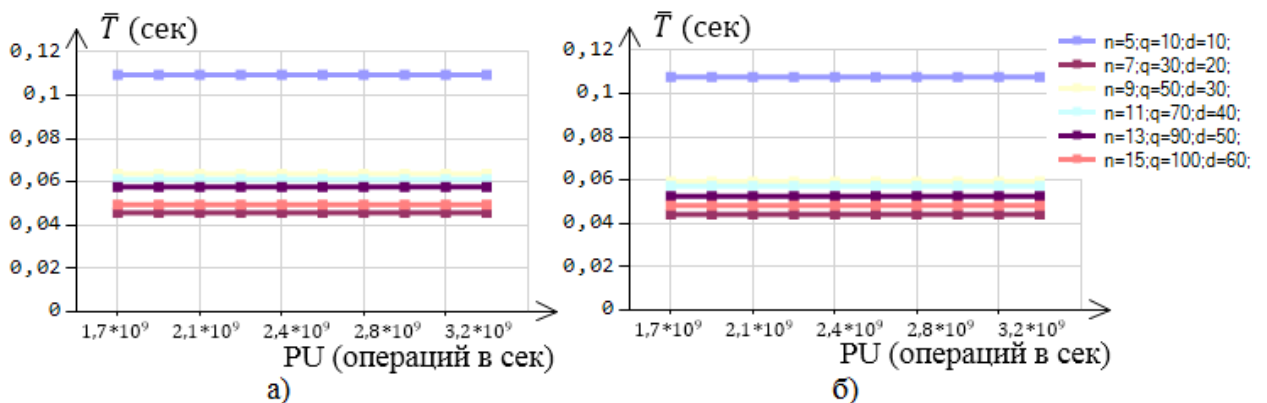 T̄ (сек)
0,12
0,1
0,08
0,06
0,04
0,02
0
1,7*10⁹ 2,1*10⁹ 2,4*10⁹ 2,8*10⁹ 3,2*10⁹
PU (операций в сек)
а)
T̄ (сек)
0,12
0,1
0,08
0,06
0,04
0,02
0
1,7*10⁹ 2,1*10⁹ 2,4*10⁹ 2,8*10⁹ 3,2*10⁹
PU (операций в сек)
б)
n=5;q=10;d=10;
n=7;q=30;d=20;
n=9;q=50;d=30;
n=11;q=70;d=40;
n=13;q=90;d=50;
n=15;q=100;d=60;